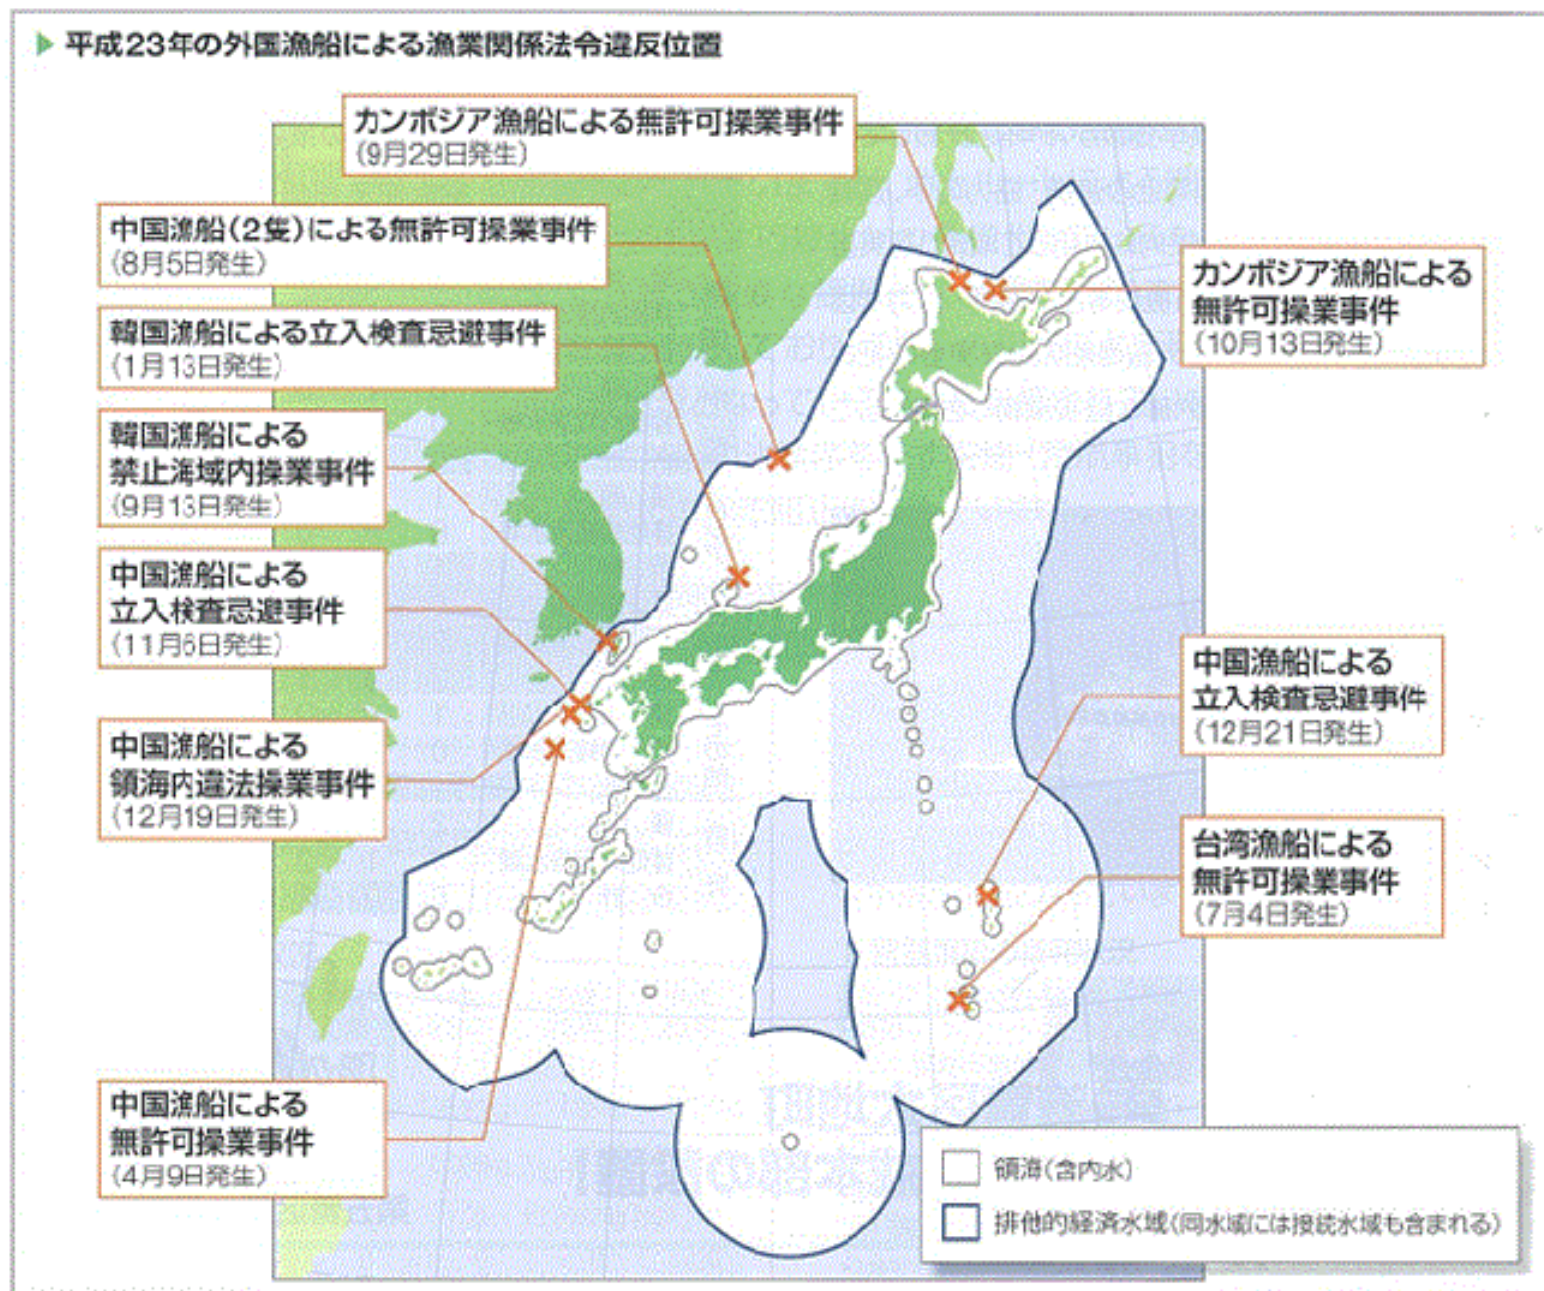 平成23年の外国漁船による漁業関係法令違反位置
カンボジア漁船による無許可操業事件
(9月29日発生)
中国漁船(2隻)による無許可操業事件
(8月5日発生)
韓国漁船による立入検査忌避事件
(1月13日発生)
韓国漁船による
禁止海域内操業事件
(9月13日発生)
中国漁船による
立入検査忌避事件
(11月6日発生)
中国漁船による
領海内違法操業事件
(12月19日発生)
中国漁船による
無許可操業事件
(4月9日発生)
カンボジア漁船による
無許可操業事件
(10月13日発生)
中国漁船による
立入検査忌避事件
(12月21日発生)
台湾漁船による
無許可操業事件
(7月4日発生)
領海(含内水)
排他的経済水域(同水域には接続水域も含まれる)